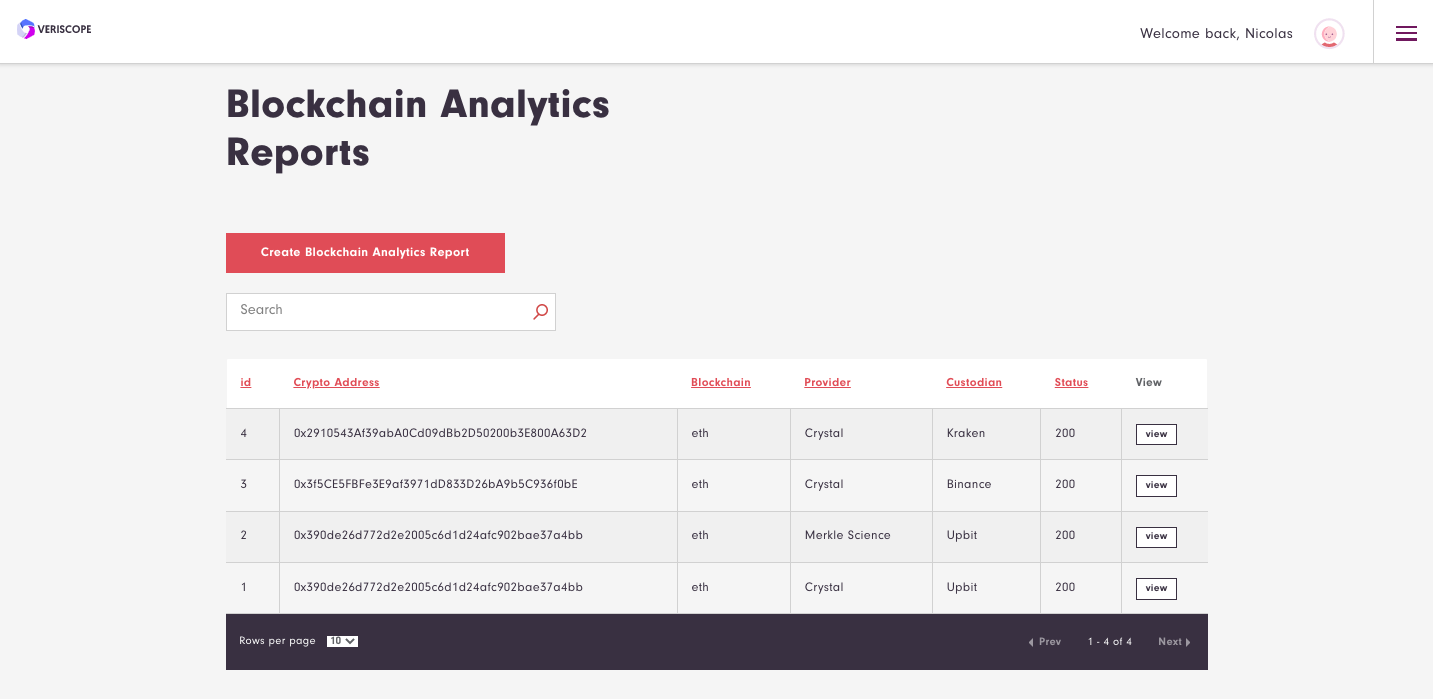 VERISCOPE
Welcome back, Nicolas
Blockchain Analytics
Reports
Create Blockchain Analytics Report
Search
id Crypto Address Blockchain Provider Custodian Status View
4 0x2910543Af39abA0Cd09dBb2D50200b3E800A63D2 eth Crystal Kraken 200 view
3 0x3f5CE5FBFe3E9af3971dD833D26bA9b5C936f0bE eth Crystal Binance 200 view
2 0x390de26d772d2e2005c6d1d24afc902bae37a4bb eth Merkle Science Upbit 200 view
1 0x390de26d772d2e2005c6d1d24afc902bae37a4bb eth Crystal Upbit 200 view
Rows per page 10 Prev 1 - 4 of 4 Next